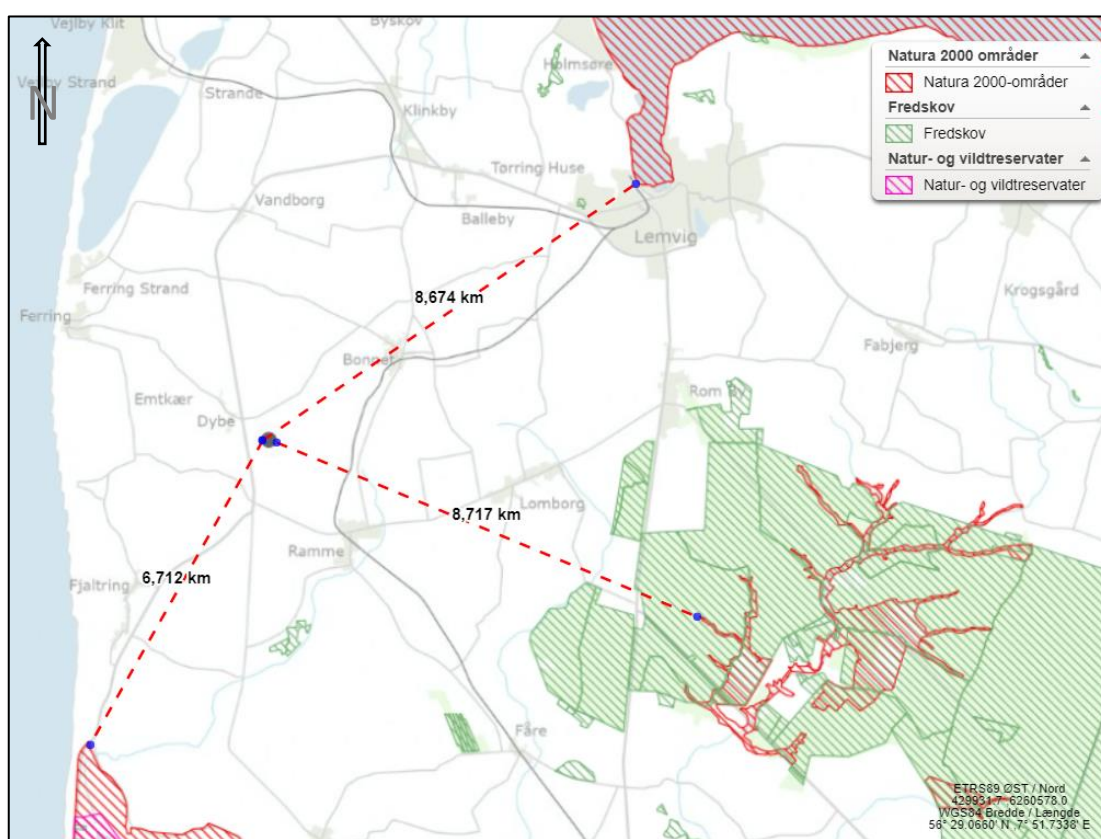 Vejlby Klit
Byskov
Natura 2000 områder
Natura 2000-områder
Fredskov
Fredskov
Natur- og vildtreservater
Natur- og vildtreservater
N
Vejlby Strand
Strande
Holmsøre
Klinkby
Tørring Huse
Vandborg
Balleby
Lemvig
Ferring Strand
8,674 km
Krogsgård
Ferring
Bonnet
Fabjerg
Emtkær
Rom By
Dybe
Lomborg
8,717 km
Ramme
6,712 km
Fjaltring
Fåre
ETRS89 ØST / Nord
429931.7 6260578.0
WGS84 Bredde / Længde
56° 29.0660' N 7° 51.7338' E